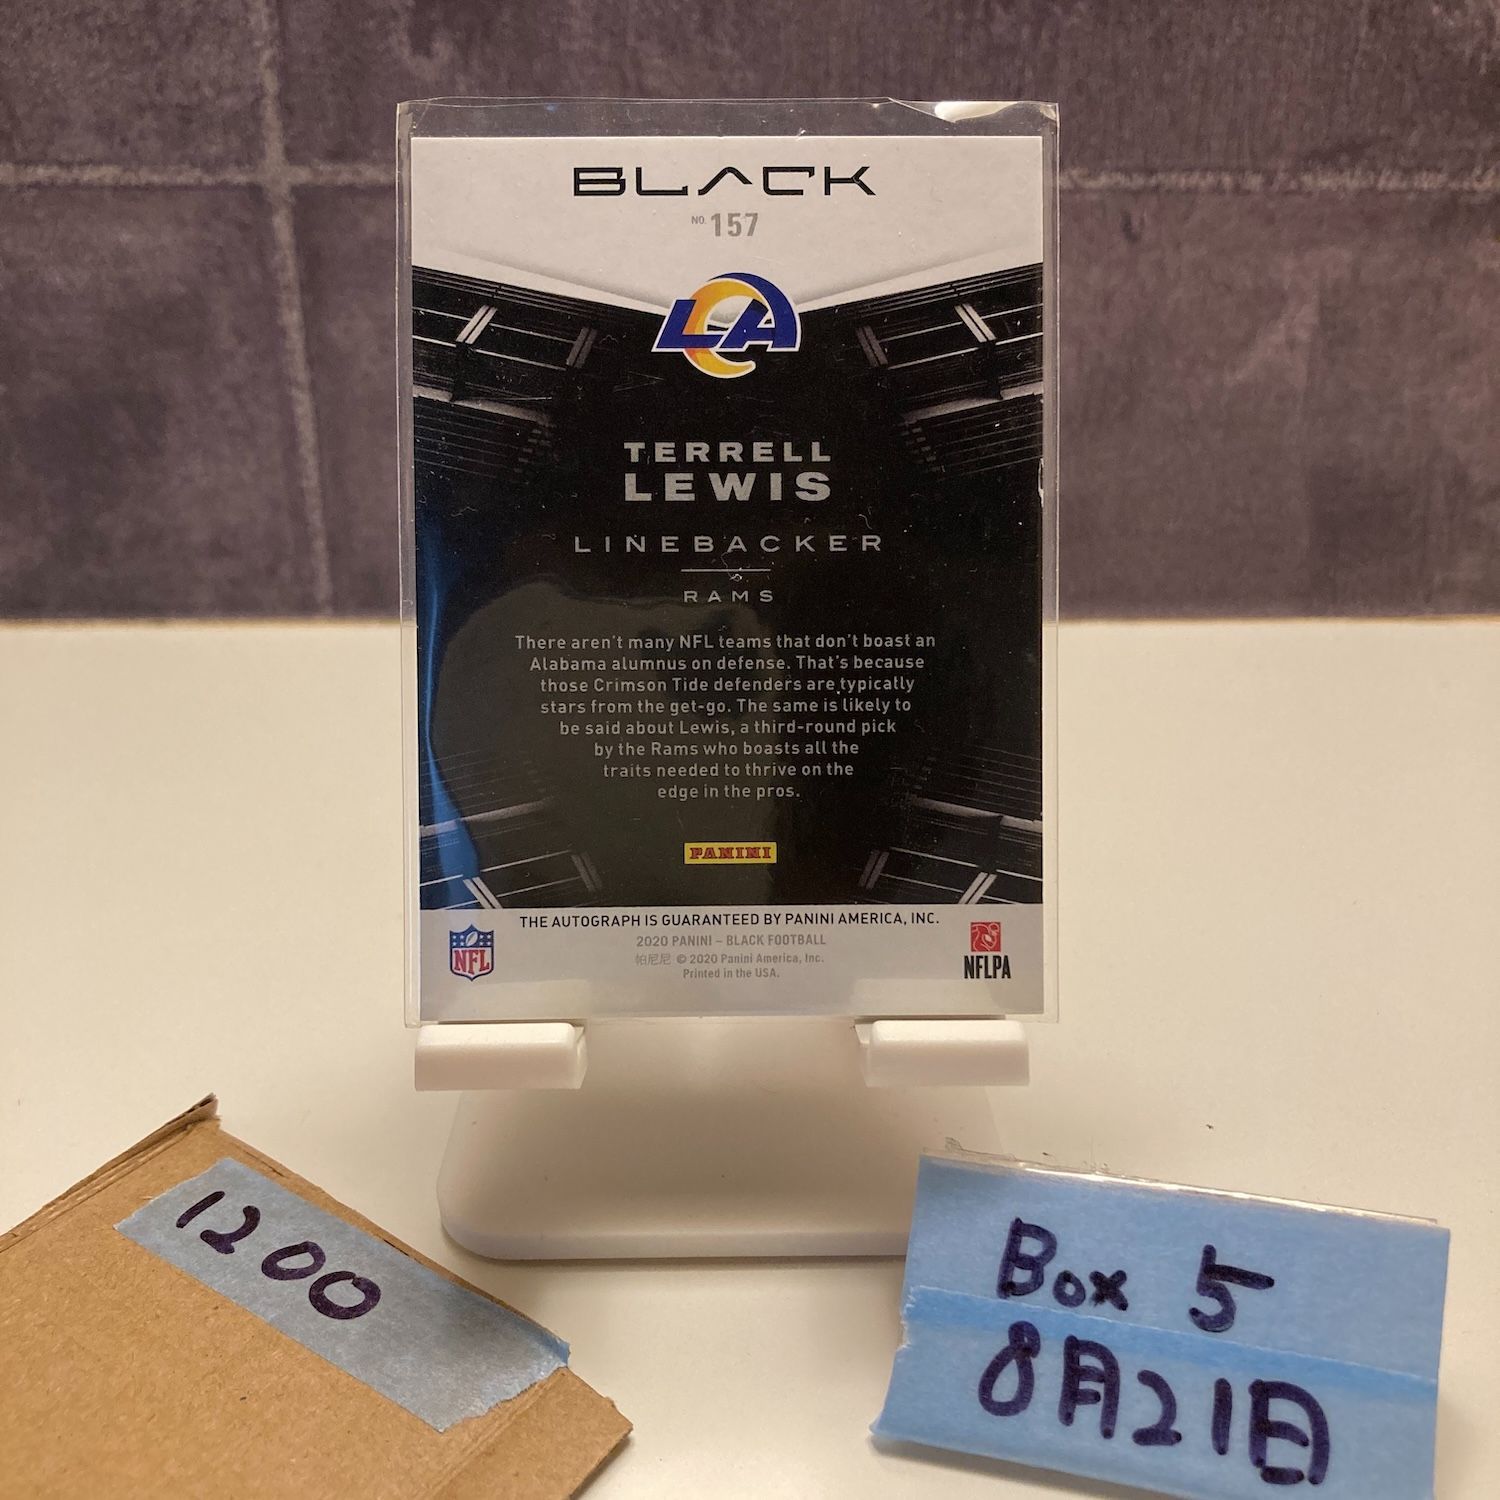 BLACK
NO. 157
LA
TERRELL
LEWIS
LINEBACKER
RAMS
There aren't many NFL teams that don't boast an
Alabama alumnus on defense. That's because
those Crimson Tide defenders are typically
stars from the get-go. The same is likely to
be said about Lewis, a third-round pick
by the Rams who boasts all the
traits needed to thrive on the
edge in the pros.
PANINI
THE AUTOGRAPH IS GUARANTEED BY PANINI AMERICA, INC.
2020 PANINI – BLACK FOOTBALL
帕尼尼 © 2020 Panini America, Inc.
Printed in the USA.
NFL
NFLPA
1200
Box 5
8月21日